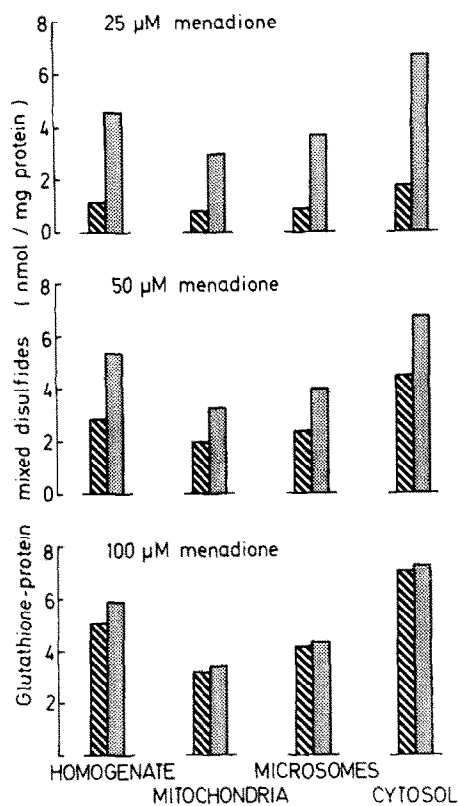 Glutathione-protein mixed disulfides ( nmol / mg protein )
25 µM menadione
8
6
4
2
0
50 µM menadione
8
6
4
2
0
100 µM menadione
8
6
4
2
HOMOGENATE
MITOCHONDRIA
MICROSOMES
CYTOSOL